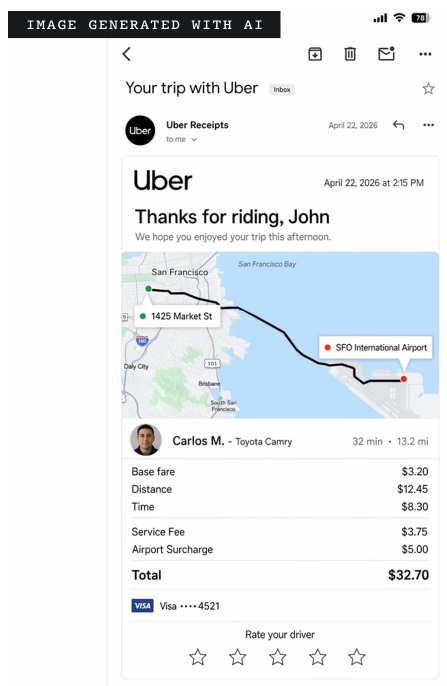 IMAGE GENERATED WITH AI
78
Your trip with Uber Inbox
Uber
Uber Receipts
April 22, 2026
to me
Uber
April 22, 2026 at 2:15 PM
Thanks for riding, John
We hope you enjoyed your trip this afternoon.
San Francisco Bay
San Francisco
1425 Market St
280
SFO International Airport
101
Daly City
Brisbane
South San
Francisco
Carlos M. - Toyota Camry
32 min • 13.2 mi
Base fare $3.20
Distance $12.45
Time $8.30
Service Fee $3.75
Airport Surcharge $5.00
Total $32.70
VISA Visa •••• 4521
Rate your driver